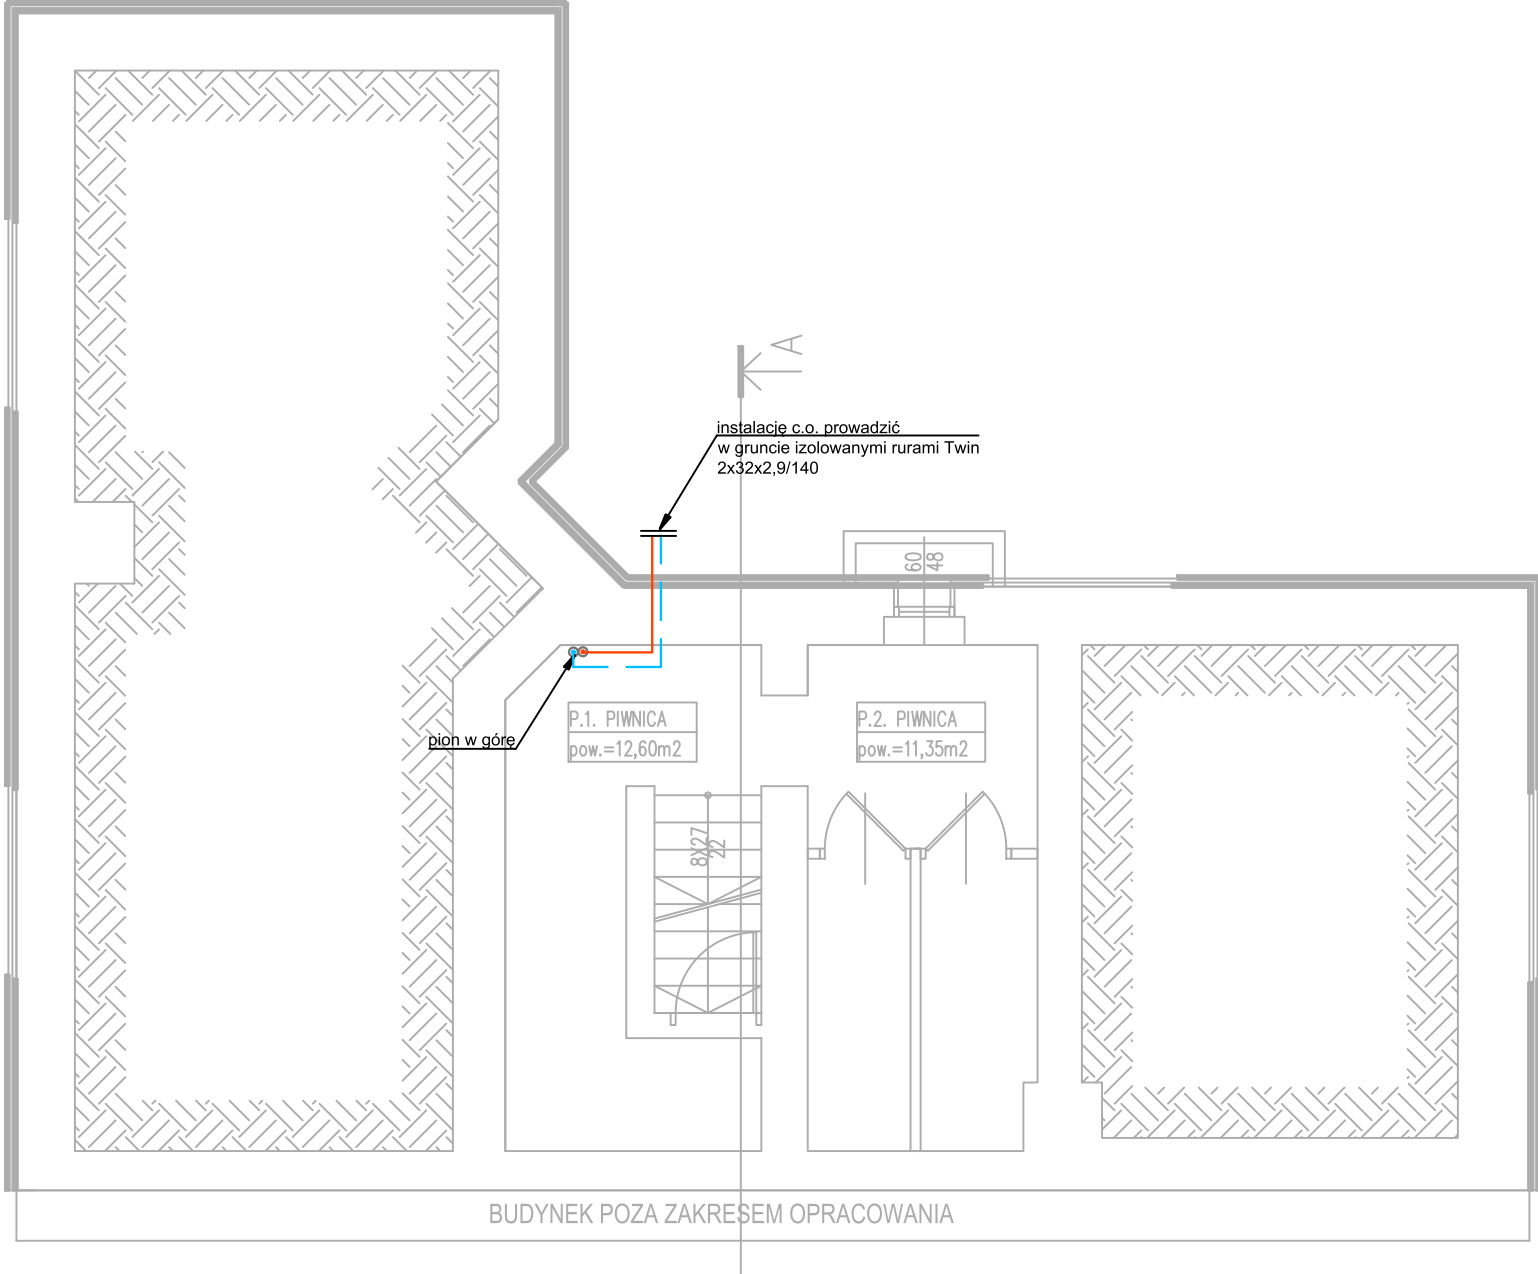 A
instalację c.o. prowadzić
w gruncie izolowanymi rurami Twin
2x32x2,9/140
60
48
P.1. PIWNICA
pow.=12,60m2
P.2. PIWNICA
pow.=11,35m2
pion w górę
8X27
22
BUDYNEK POZA ZAKRESEM OPRACOWANIA